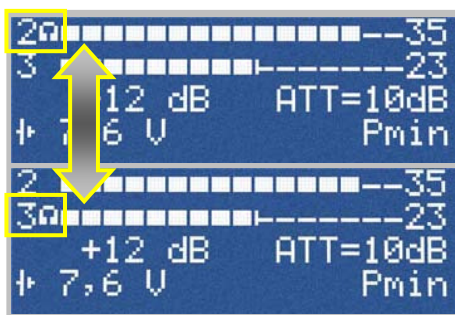 2Ω 35
3 23
+12 dB ATT=10dB
7,6 V Pmin
2 35
3Ω 23
+12 dB ATT=10dB
7,6 V Pmin